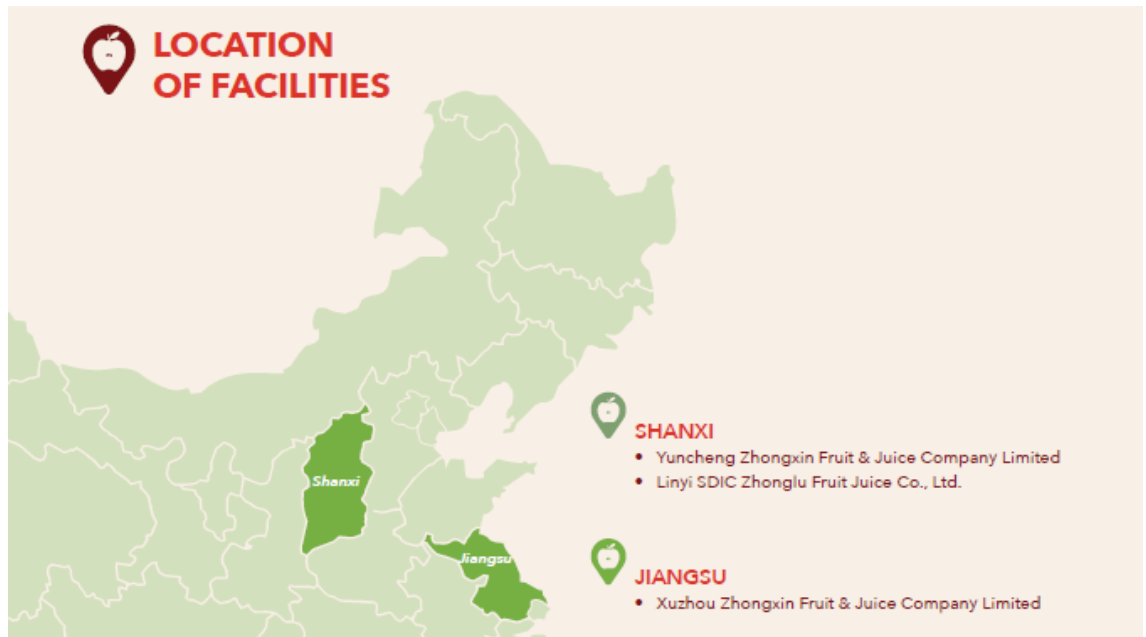 LOCATION
OF FACILITIES
Shanxi
Jiangsu
SHANXI
• Yuncheng Zhongxin Fruit & Juice Company Limited
• Linyi SDIC Zhonglu Fruit Juice Co., Ltd.
JIANGSU
• Xuzhou Zhongxin Fruit & Juice Company Limited